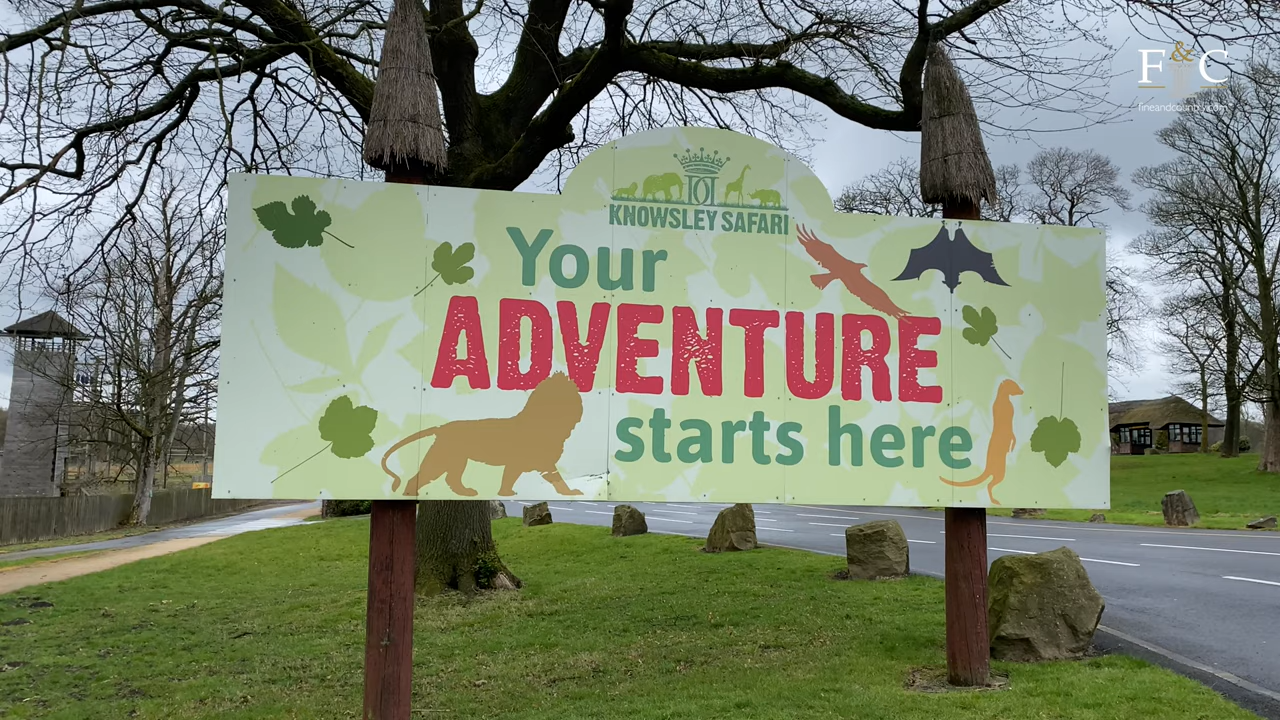 F&C
fineandcountry.com
KNOWSLEY SAFARI
Your
ADVENTURE
starts here